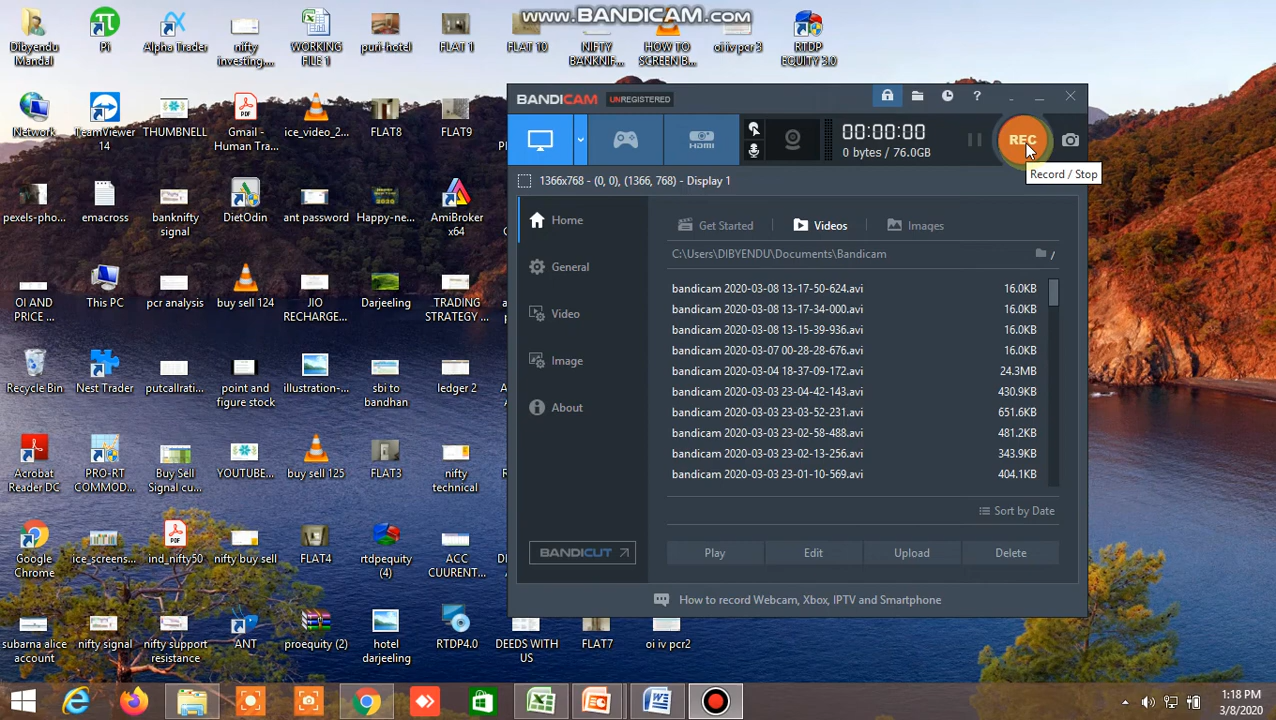 www.BANDICAM.com
Dibyendu
Mandal
Pi
Alpha Trader
nifty
investing....
WORKING
FILE 1
puri-hotel
FLAT 1
FLAT 10
NIFTY
BANKNIF...
HOW TO
SCREEN B...
oi iv pcr 3
RTDP
EQUITY 3.0
Network
TeamViewer
14
THUMBNELL
Gmail -
Human Tra...
ice_video_2...
FLAT8
FLAT9
pexels-pho...
emacross
banknifty
signal
DietOdin
ant password
Happy-ne...
AmiBroker
x64
OI AND
PRICE ...
This PC
pcr analysis
buy sell 124
JIO
RECHARGE...
Darjeeling
TRADING
STRATEGY ...
Recycle Bin
Nest Trader
putcallrati...
point and
figure stock
illustration-...
sbi to
bandhan
ledger 2
Acrobat
Reader DC
PRO-RT
COMMOD...
Buy Sell
Signal cu...
YOUTUBE...
buy sell 125
FLAT3
nifty
technical
Google
Chrome
ice_screens...
ind_nifty50
nifty buy sell
FLAT4
rtdpequity
(4)
ACC
CUURENT...
subarna alice
account
nifty signal
nifty support
resistance
ANT
proequity (2)
hotel
darjeeling
RTDP4.0
DEEDS WITH
US
FLAT7
oi iv pcr2
BANDICAM
UNREGISTERED
HDMI
00:00:00
0 bytes / 76.0GB
REC
Record / Stop
1366x768 - (0, 0), (1366, 768) - Display 1
Home
General
Video
Image
About
BANDICUT
Get Started
Videos
Images
C:\Users\DIBYENDU\Documents\Bandicam
/
bandicam 2020-03-08 13-17-50-624.avi 16.0KB
bandicam 2020-03-08 13-17-34-000.avi 16.0KB
bandicam 2020-03-08 13-15-39-936.avi 16.0KB
bandicam 2020-03-07 00-28-28-676.avi 16.0KB
bandicam 2020-03-04 18-37-09-172.avi 24.3MB
bandicam 2020-03-03 23-04-42-143.avi 430.9KB
bandicam 2020-03-03 23-03-52-231.avi 651.6KB
bandicam 2020-03-03 23-02-58-488.avi 481.2KB
bandicam 2020-03-03 23-02-13-256.avi 343.9KB
bandicam 2020-03-03 23-01-10-569.avi 404.1KB
Sort by Date
Play
Edit
Upload
Delete
How to record Webcam, Xbox, IPTV and Smartphone
1:18 PM
3/8/2020